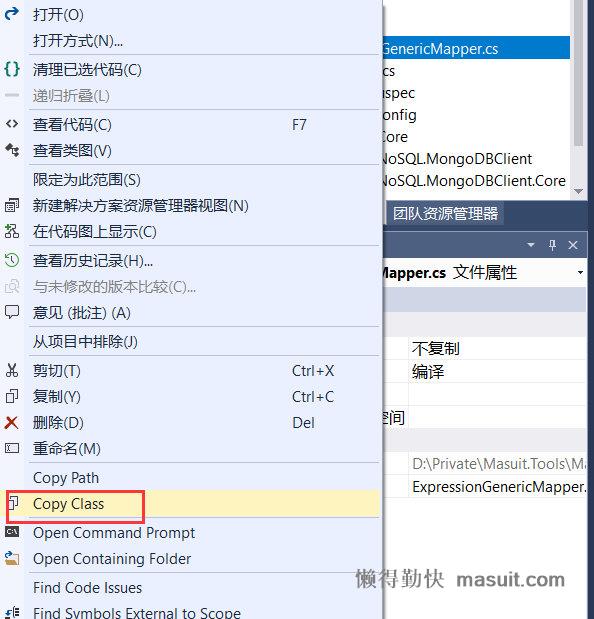 打开(O)
打开方式(N)...
清理已选代码(C)
递归折叠(L)
查看代码(C) F7
查看类图(V)
限定为此范围(S)
新建解决方案资源管理器视图(N)
在代码图上显示(C)
查看历史记录(H)...
与未修改的版本比较(C)...
意见 (批注) (A)
从项目中排除(J)
剪切(T) Ctrl+X
复制(Y) Ctrl+C
删除(D) Del
重命名(M)
Copy Path
Copy Class
Open Command Prompt
Open Containing Folder
Find Code Issues
Find Symbols External to Scope
GenericMapper.cs
cs
spec
onfig
Core
NoSQL.MongoDBClient
NoSQL.MongoDBClient.Core
团队资源管理器
Mapper.cs 文件属性
不复制
编译
空间
D:\Private\Masuit.Tools\Ma
ExpressionGenericMapper.
懒得勤快 masuit.com